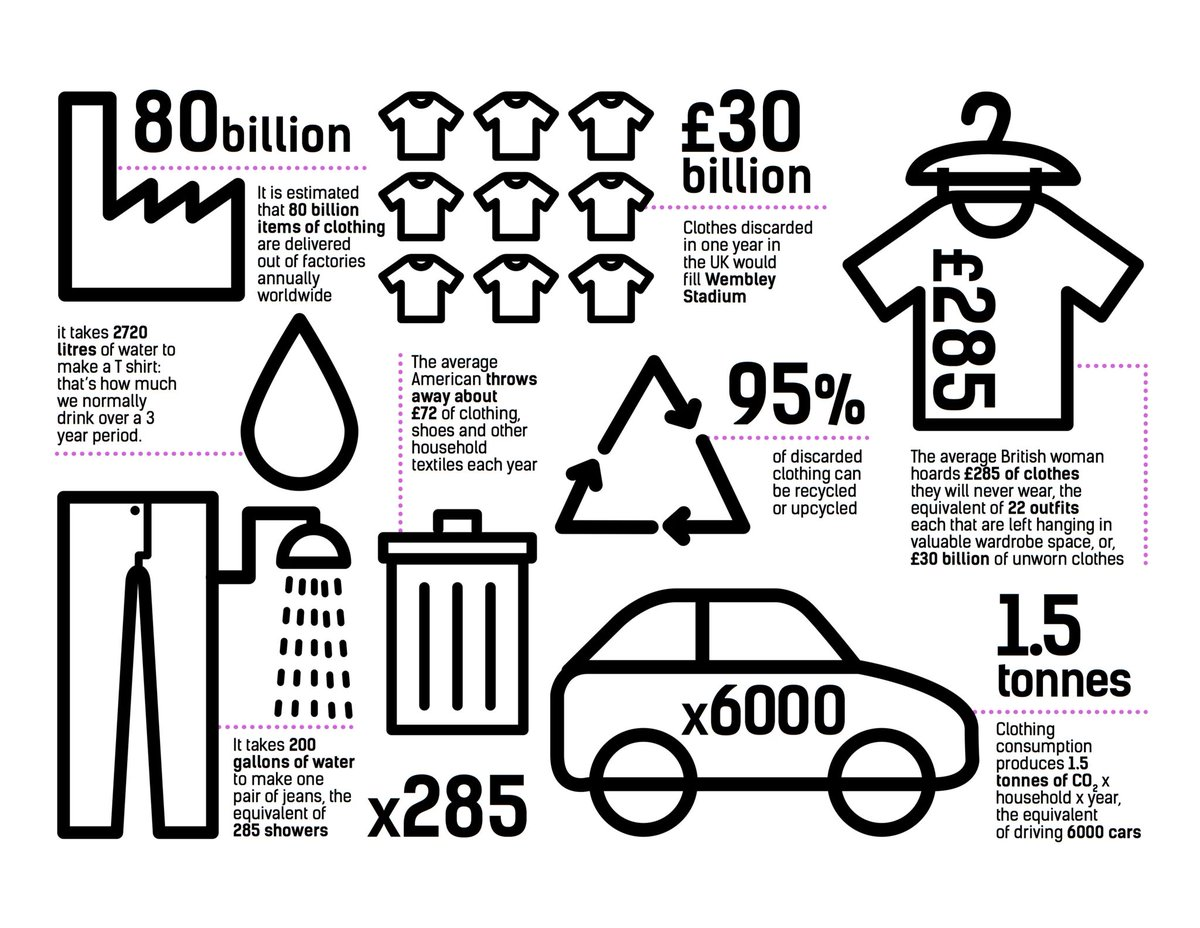 80 billion
It is estimated
that 80 billion
items of clothing
are delivered
out of factories
annually
worldwide
£30
billion
Clothes discarded
in one year in
the UK would
fill Wembley
Stadium
£285
it takes 2720
litres of water to
make a T shirt:
that's how much
we normally
drink over a 3
year period.
The average
American throws
away about
£72 of clothing,
shoes and other
household
textiles each year
95%
of discarded
clothing can
be recycled
or upcycled
The average British woman
hoards £285 of clothes
they will never wear, the
equivalent of 22 outfits
each that are left hanging in
valuable wardrobe space, or,
£30 billion of unworn clothes
It takes 200
gallons of water
to make one
pair of jeans, the
equivalent of
285 showers
x285
x6000
1.5
tonnes
Clothing
consumption
produces 1.5
tonnes of CO₂ x
household x year,
the equivalent
of driving 6000 cars